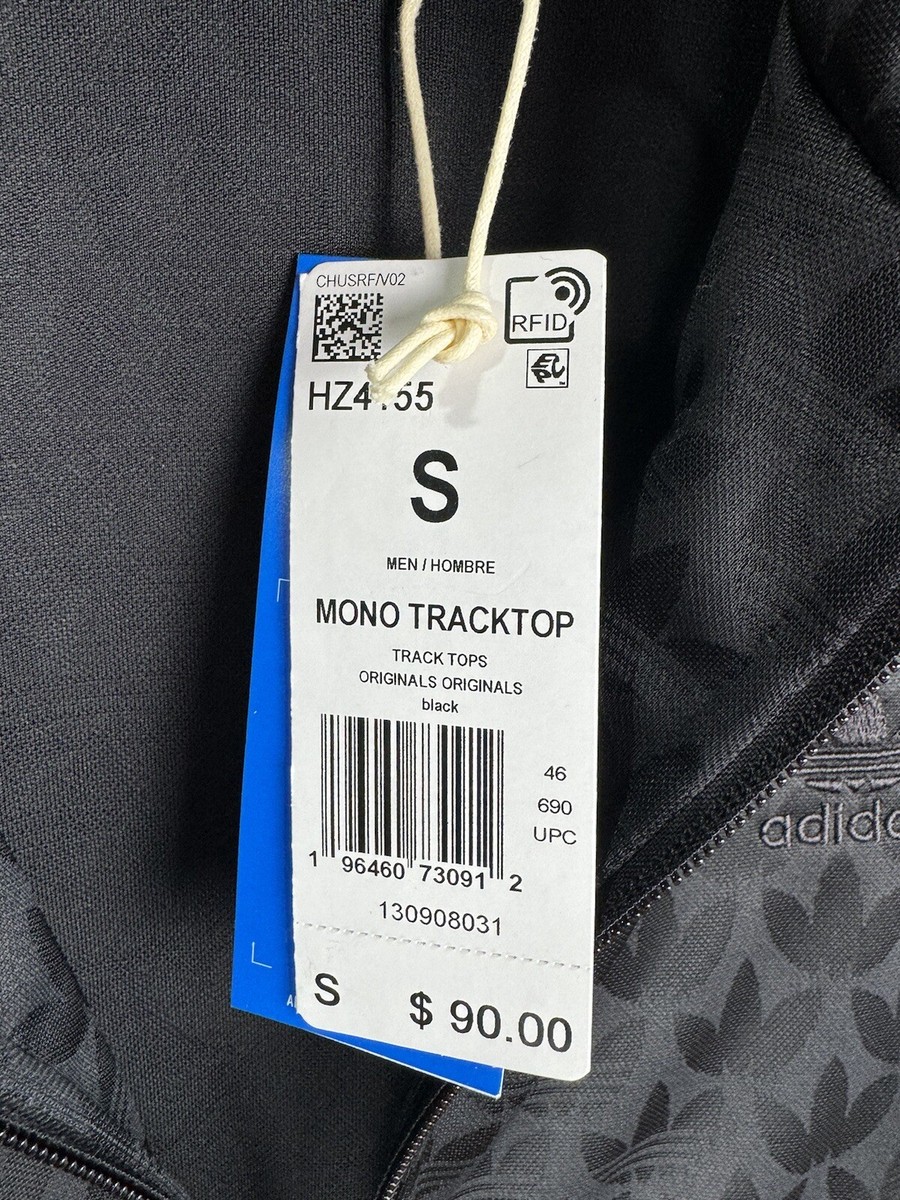 CHUSRF/V02
RFID
EPC
S
MEN / HOMBRE
MONO TRACKTOP
TRACK TOPS
ORIGINALS ORIGINALS
black
46
690
UPC
1 96460 73091 2
130908031
S $ 90.00